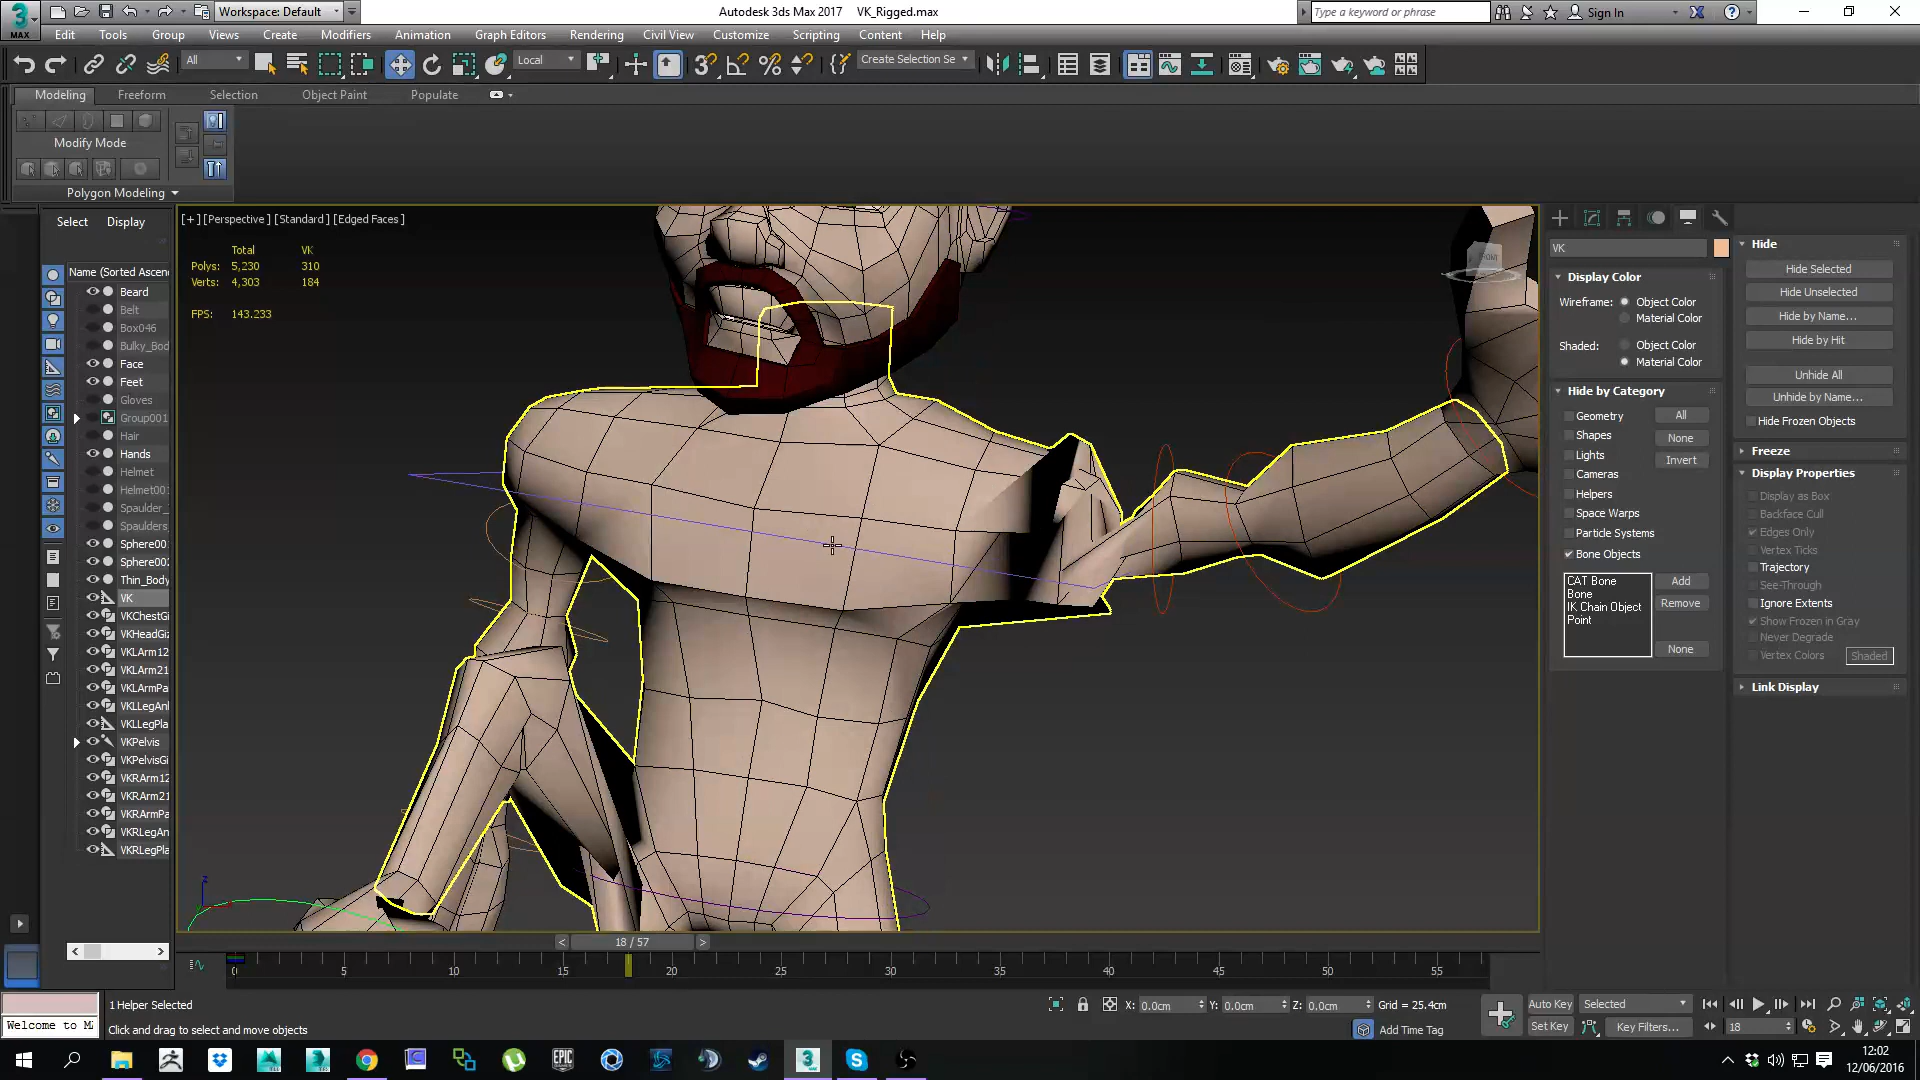 Workspace: Default
Autodesk 3ds Max 2017 VK_Rigged.max
Type a keyword or phrase
Sign In
MAX
Edit Tools Group Views Create Modifiers Animation Graph Editors Rendering Civil View Customize Scripting Content Help
All
Local
Create Selection Se
Modeling Freeform Selection Object Paint Populate
Modify Mode
Polygon Modeling
Select Display
[+] [Perspective] [Standard] [Edged Faces]
Total VK
Polys: 5,230 310
Verts: 4,303 184
FPS: 143.233
Name (Sorted Ascen
Beard
Belt
Box046
Bulky_Bod
Face
Feet
Gloves
Group001
Hair
Hands
Helmet
Helmet001
Spaulder_
Spaulders
Sphere001
Sphere002
Thin_Body
VK
VKChestGi
VKHeadGiz
VKLArm12
VKLArm21
VKLArmPa
VKLLegAnl
VKLLegPla
VKPelvis
VKPelvisGi
VKRArm12
VKRArm21
VKRArmPa
VKRLegAn
VKRLegPla
VK
Display Color
Wireframe: Object Color
Material Color
Shaded: Object Color
Material Color
Hide by Category
Geometry All
Shapes None
Lights Invert
Cameras
Helpers
Space Warps
Particle Systems
Bone Objects
CAT Bone Add
Bone
IK Chain Object Remove
Point
None
Hide
Hide Selected
Hide Unselected
Hide by Name...
Hide by Hit
Unhide All
Unhide by Name...
Hide Frozen Objects
Freeze
Display Properties
Display as Box
Backface Cull
Edges Only
Vertex Ticks
Trajectory
See-Through
Ignore Extents
Show Frozen in Gray
Never Degrade
Vertex Colors Shaded
Link Display
FRONT
z
< 18 / 57 >
0 5 10 15 20 25 30 35 40 45 50 55
1 Helper Selected
Welcome to M
Click and drag to select and move objects
X: 0.0cm Y: 0.0cm Z: 0.0cm Grid = 25.4cm
Add Time Tag
Auto Key Selected
Set Key Key Filters...
18
EPIC
GAMES
3
MAX
12:02
12/06/2016